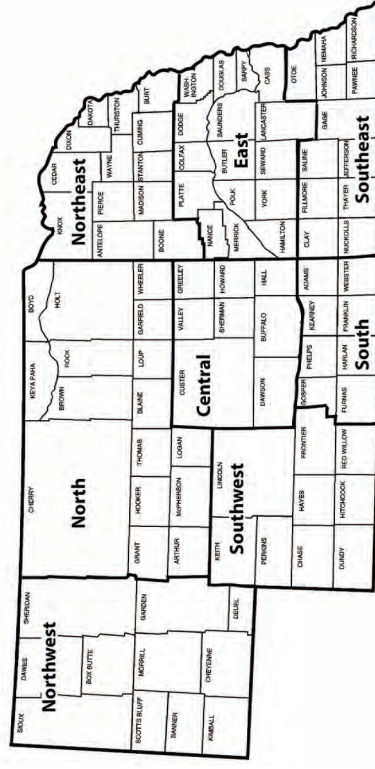 Northwest
SIOUX
DAWES
SHERIDAN
BOX BUTTE
SCOTTS BLUFF
MORRILL
GARDEN
BANNER
KIMBALL
CHEYENNE
DEUEL
North
CHERRY
KEYA PAHA
BOYD
BROWN
ROCK
HOLT
GRANT
HOOKER
THOMAS
BLAINE
LOUP
GARFIELD
WHEELER
ARTHUR
McPHERSON
LOGAN
Northeast
KNOX
CEDAR
DIXON
DAKOTA
ANTELOPE
PIERCE
WAYNE
THURSTON
BOONE
MADISON
STANTON
CUMING
BURT
Central
CUSTER
VALLEY
GREELEY
SHERMAN
HOWARD
DAWSON
BUFFALO
HALL
East
NANCE
PLATTE
COLFAX
DODGE
WASH-
INGTON
MERRICK
POLK
BUTLER
SAUNDERS
DOUGLAS
SARPY
HAMILTON
YORK
SEWARD
LANCASTER
CASS
Southwest
KEITH
LINCOLN
PERKINS
CHASE
HAYES
FRONTIER
DUNDY
HITCHCOCK
RED WILLOW
South
GOSPER
PHELPS
KEARNEY
ADAMS
FURNAS
HARLAN
FRANKLIN
WEBSTER
Southeast
CLAY
FILLMORE
SALINE
OTOE
NUCKOLLS
THAYER
JEFFERSON
GAGE
JOHNSON
NEMAHA
PAWNEE
RICHARDSON